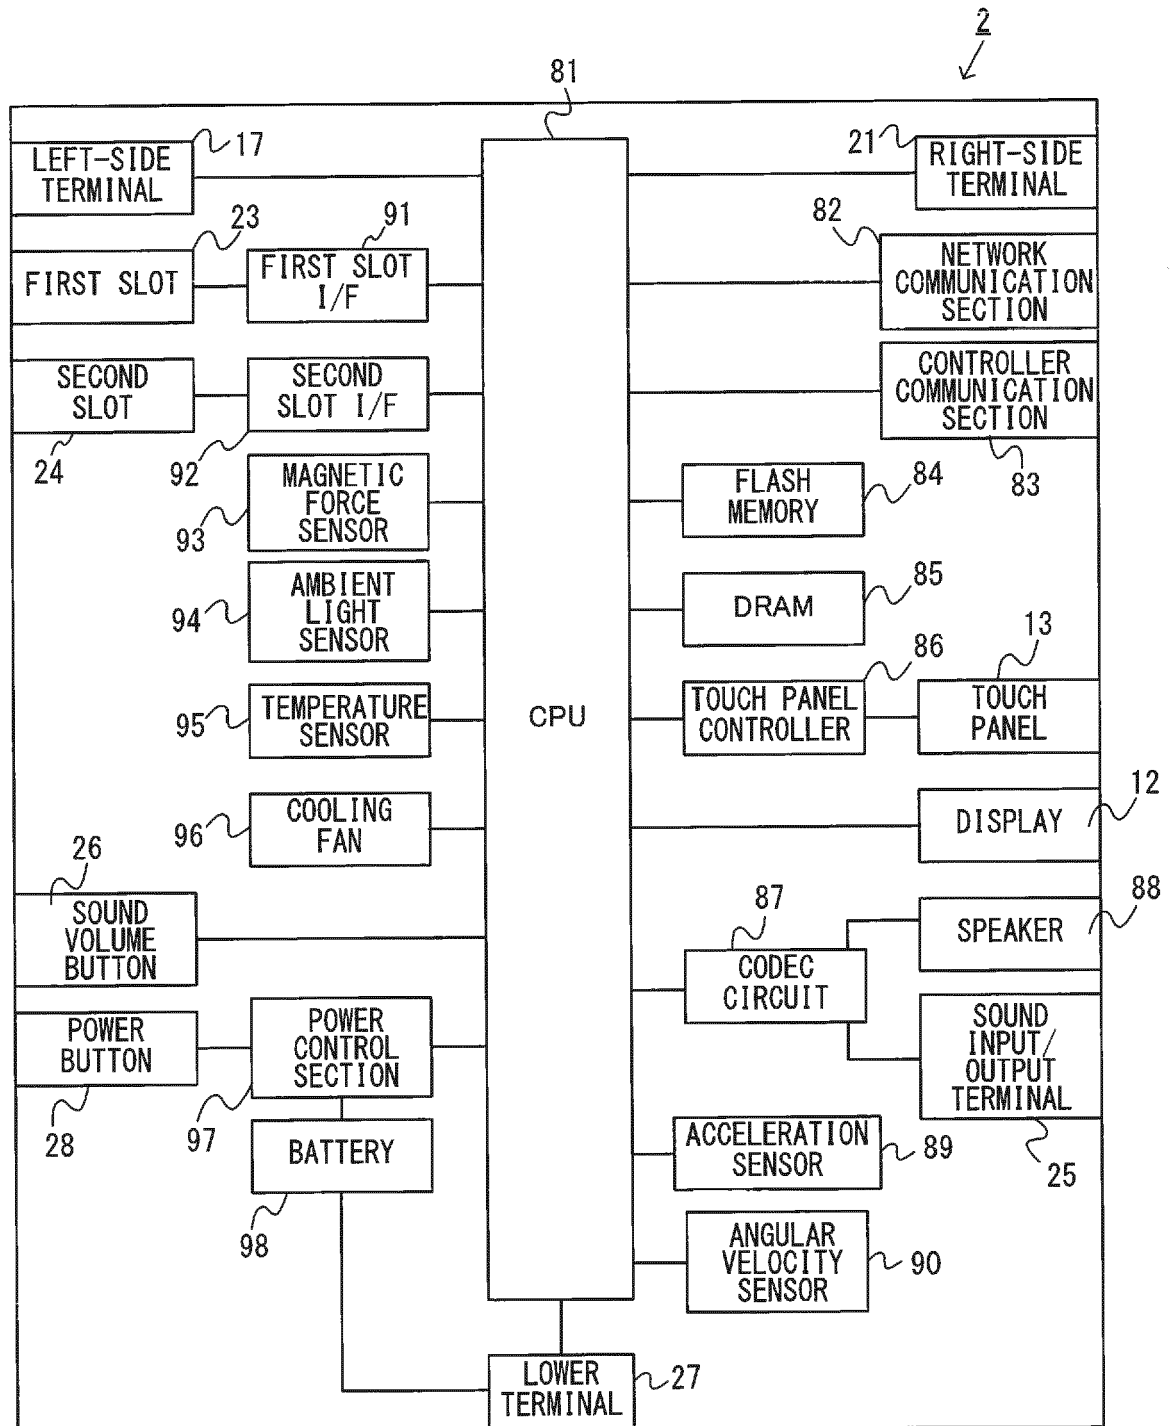 2
81
17
LEFT-SIDE
TERMINAL
21
RIGHT-SIDE
TERMINAL
23
FIRST SLOT
91
FIRST SLOT
I/F
82
NETWORK
COMMUNICATION
SECTION
SECOND
SLOT
24
SECOND
SLOT I/F
92
CONTROLLER
COMMUNICATION
SECTION
83
MAGNETIC
FORCE
SENSOR
93
FLASH
MEMORY
84
AMBIENT
LIGHT
SENSOR
94
DRAM
85
TEMPERATURE
SENSOR
95
CPU
86
TOUCH PANEL
CONTROLLER
13
TOUCH
PANEL
COOLING
FAN
96
12
DISPLAY
26
SOUND
VOLUME
BUTTON
87
CODEC
CIRCUIT
88
SPEAKER
POWER
BUTTON
28
POWER
CONTROL
SECTION
97
SOUND
INPUT/
OUTPUT
TERMINAL
25
BATTERY
98
ACCELERATION
SENSOR
89
ANGULAR
VELOCITY
SENSOR
90
LOWER
TERMINAL
27